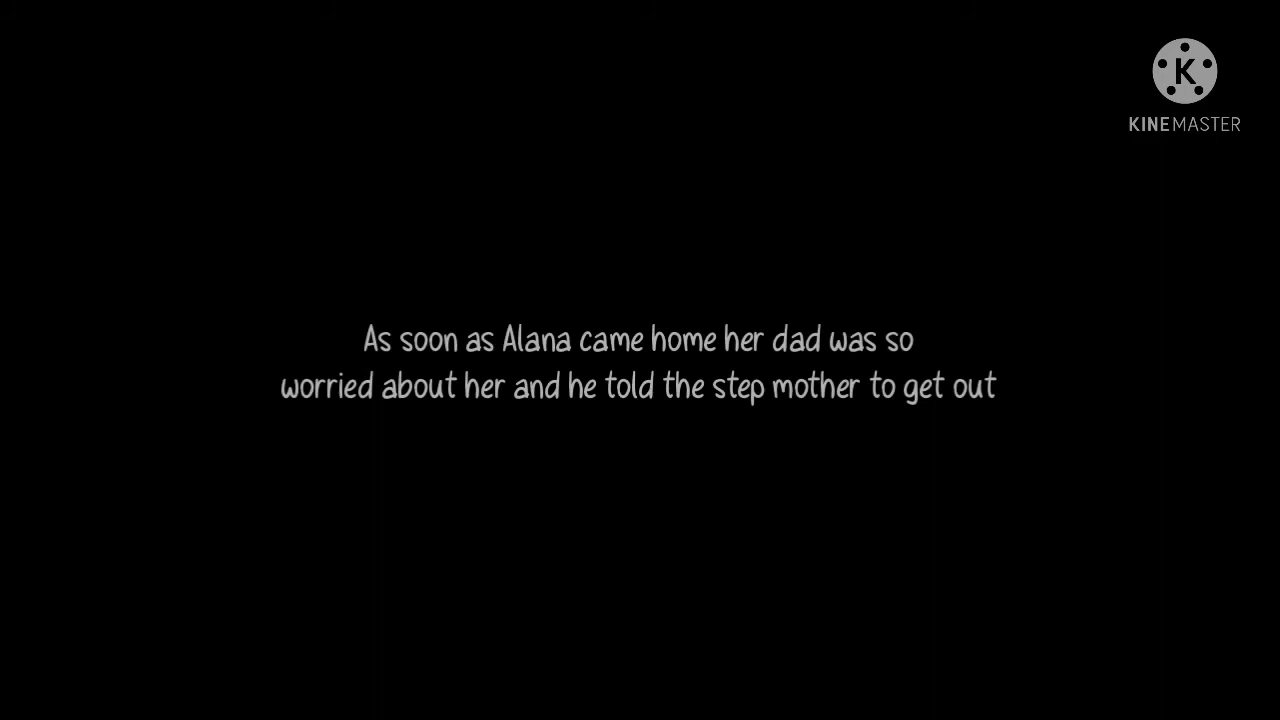 K
KINEMASTER
As soon as Alana came home her dad was so
worried about her and he told the step mother to get out